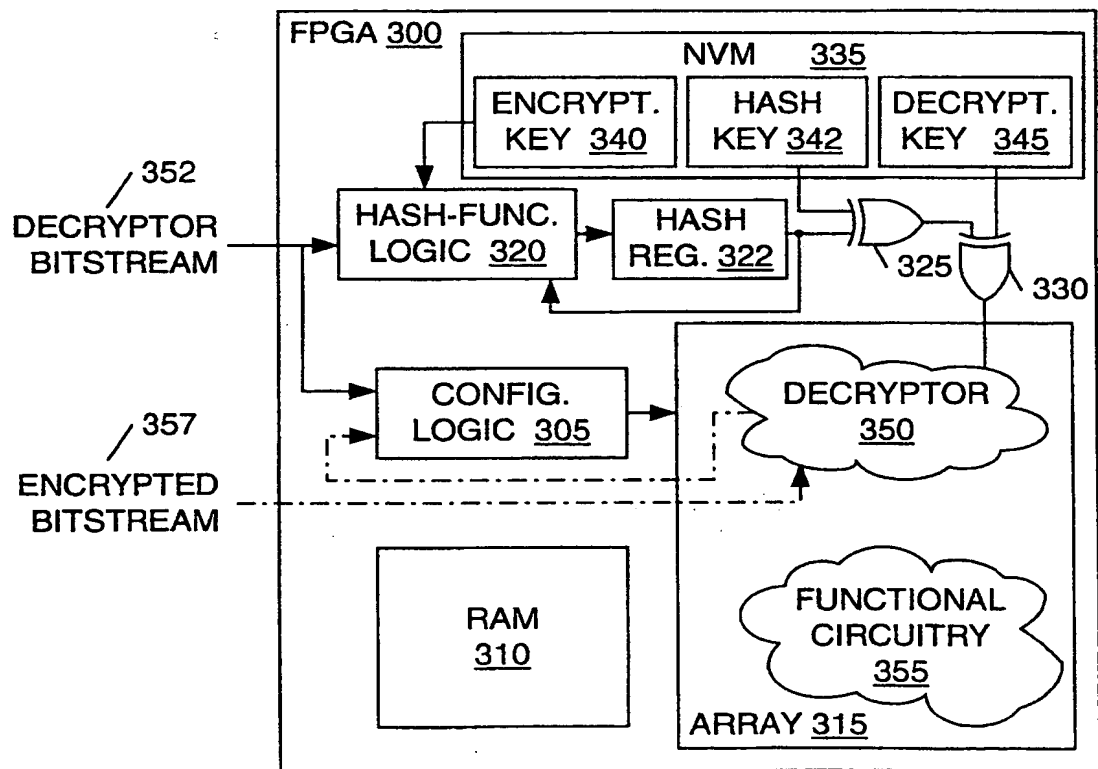 FPGA 300
NVM 335
ENCRYPT.
KEY 340
HASH
KEY 342
DECRYPT.
KEY 345
352
DECRYPTOR
BITSTREAM
HASH-FUNC.
LOGIC 320
HASH
REG. 322
325
330
CONFIG.
LOGIC 305
DECRYPTOR
350
357
ENCRYPTED
BITSTREAM
RAM
310
FUNCTIONAL
CIRCUITRY
355
ARRAY 315